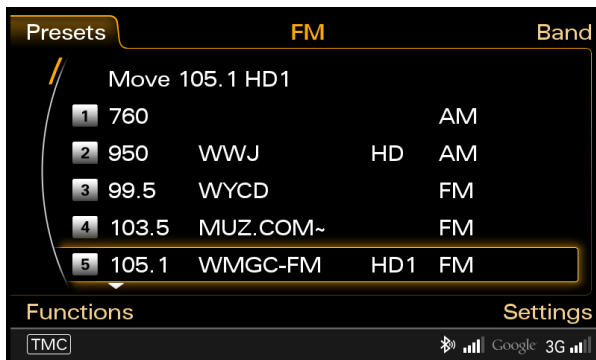 Presets FM Band
Move 105.1 HD1
1 760 AM
2 950 WWJ HD AM
3 99.5 WYCD FM
4 103.5 MUZ.COM~ FM
5 105.1 WMGC-FM HD1 FM
Functions Settings
TMC Google 3G